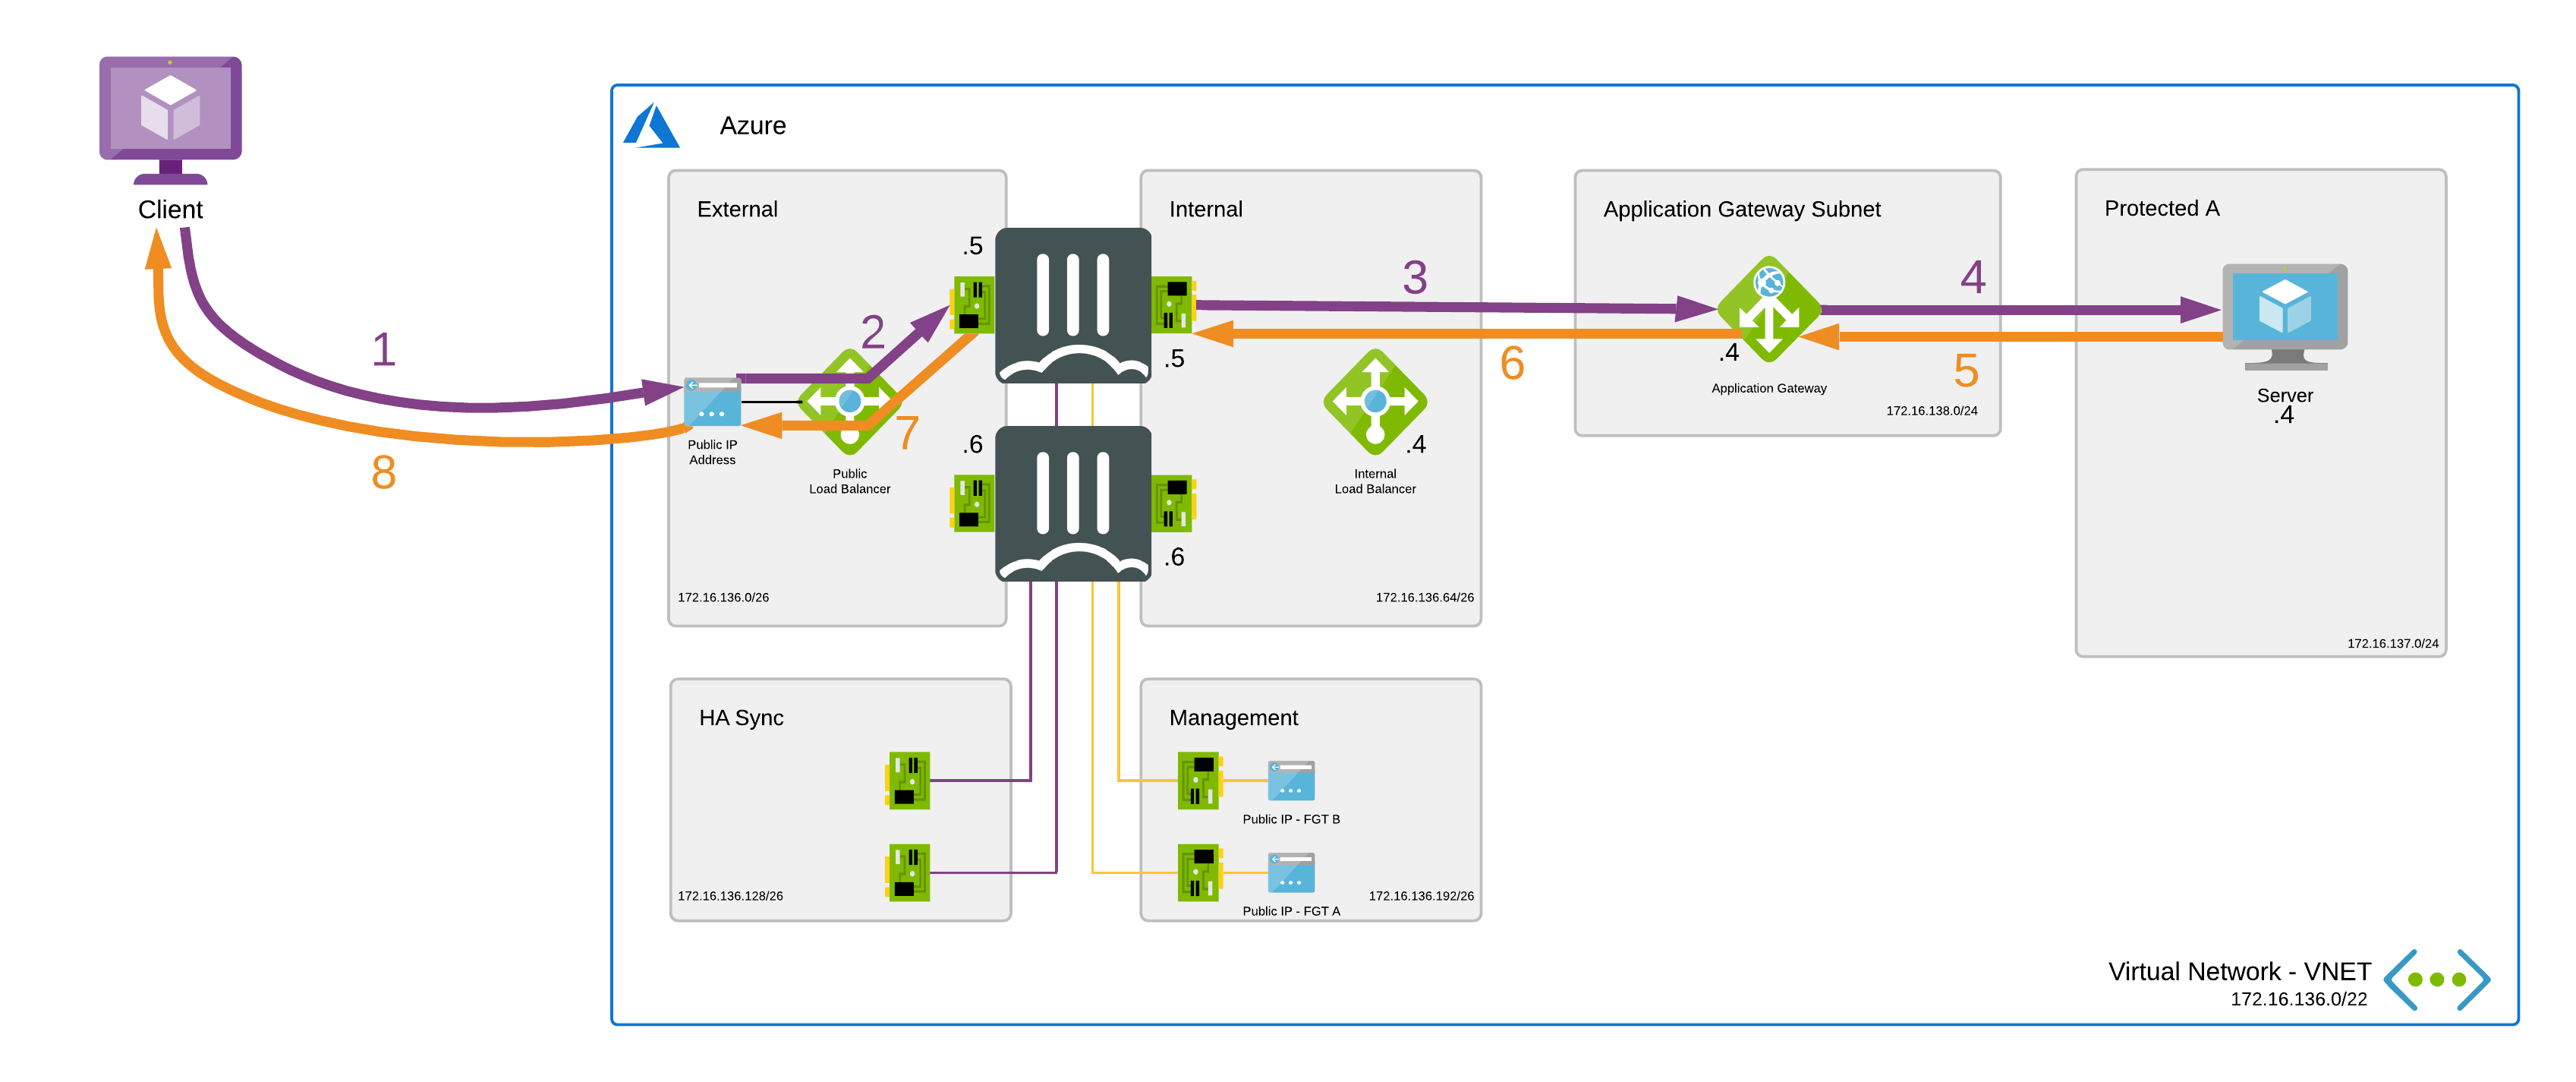 Client
Azure
External
.5
Internal
Application Gateway Subnet
Protected A
1
2
3
4
.5
.4
Application Gateway
6
5
172.16.138.0/24
Server
.4
8
Public IP
Address
7
Public
Load Balancer
.6
.4
Internal
Load Balancer
.6
172.16.136.0/26
172.16.136.64/26
172.16.137.0/24
HA Sync
Management
Public IP - FGT B
172.16.136.128/26
172.16.136.192/26
Public IP - FGT A
Virtual Network - VNET
172.16.136.0/22